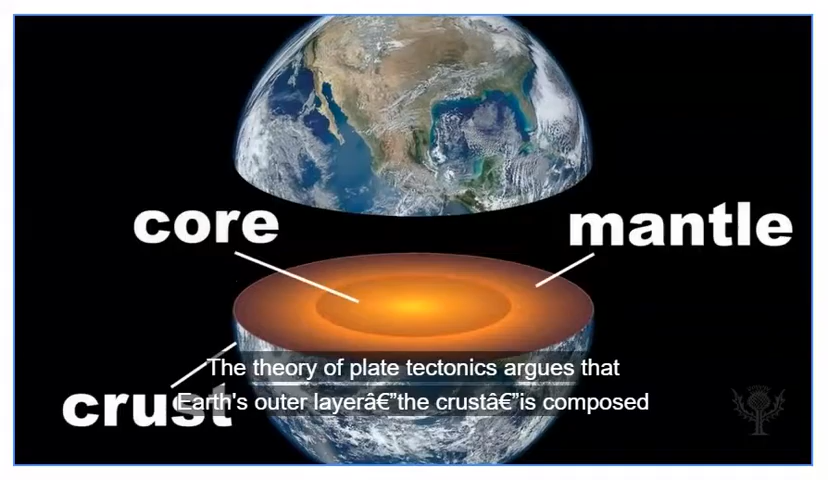 core
mantle
crust
The theory of plate tectonics argues that
Earth's outer layerâ€”the crustâ€”is composed